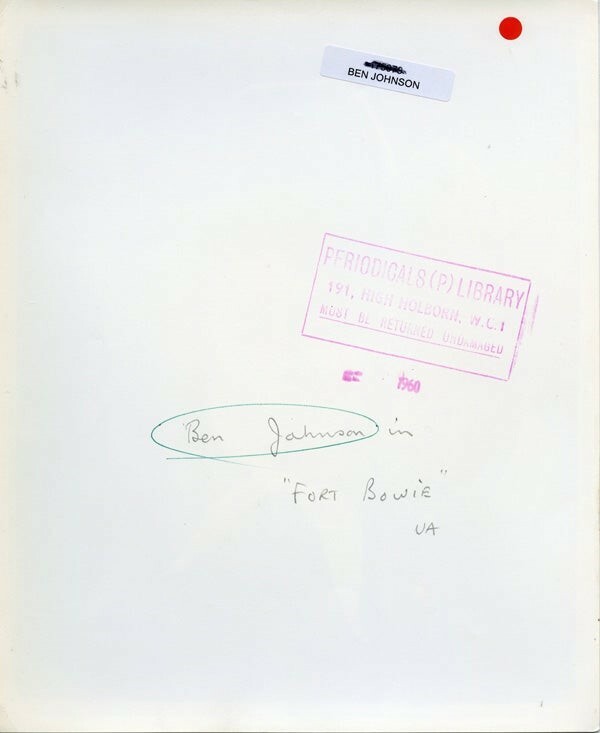 BEN JOHNSON
PERIODICALS (P) LIBRARY
191, HIGH HOLBORN, W.C.1
MUST BE RETURNED UNDAMAGED
1960
Ben Johnson in
"FORT BOWIE"
UA